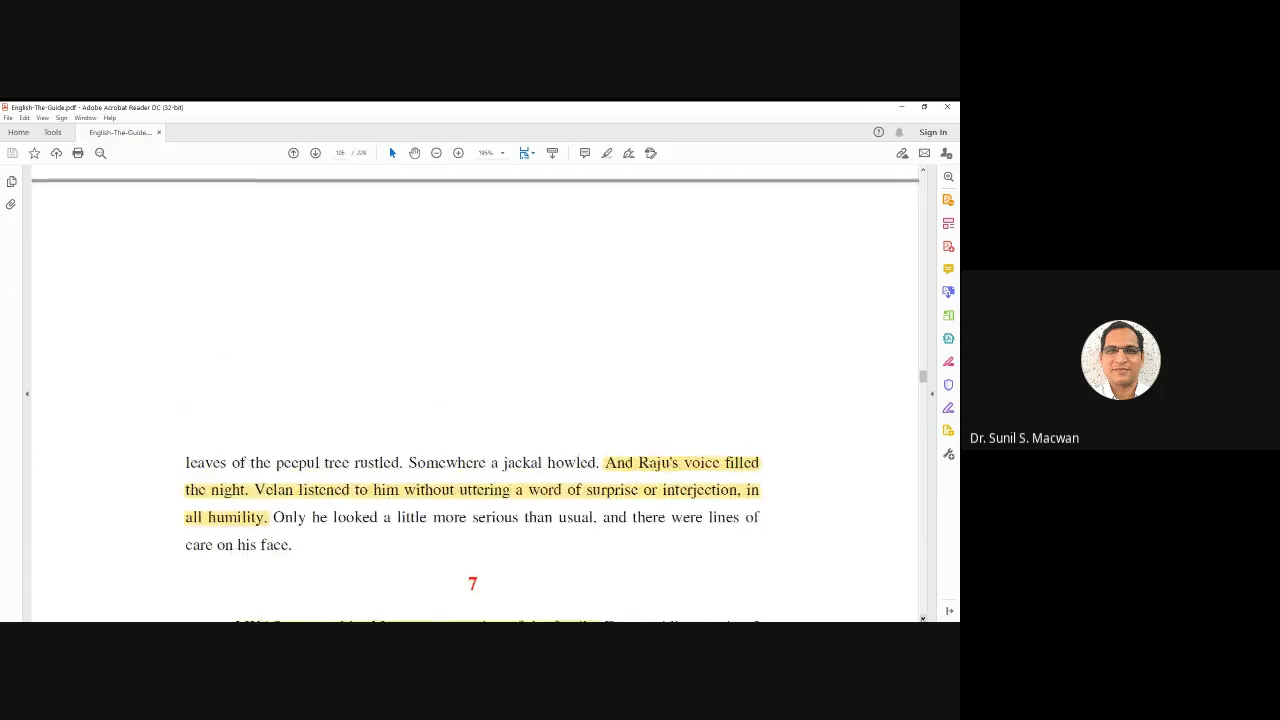 English-The-Guide.pdf - Adobe Acrobat Reader DC (32-bit)
File Edit View Sign Window Help
Home Tools English-The-Guide.... × Sign In
106 / 229 195%
leaves of the peepul tree rustled. Somewhere a jackal howled. And Raju's voice filled
the night. Velan listened to him without uttering a word of surprise or interjection, in
all humility. Only he looked a little more serious than usual, and there were lines of
care on his face.
7
Dr. Sunil S. Macwan